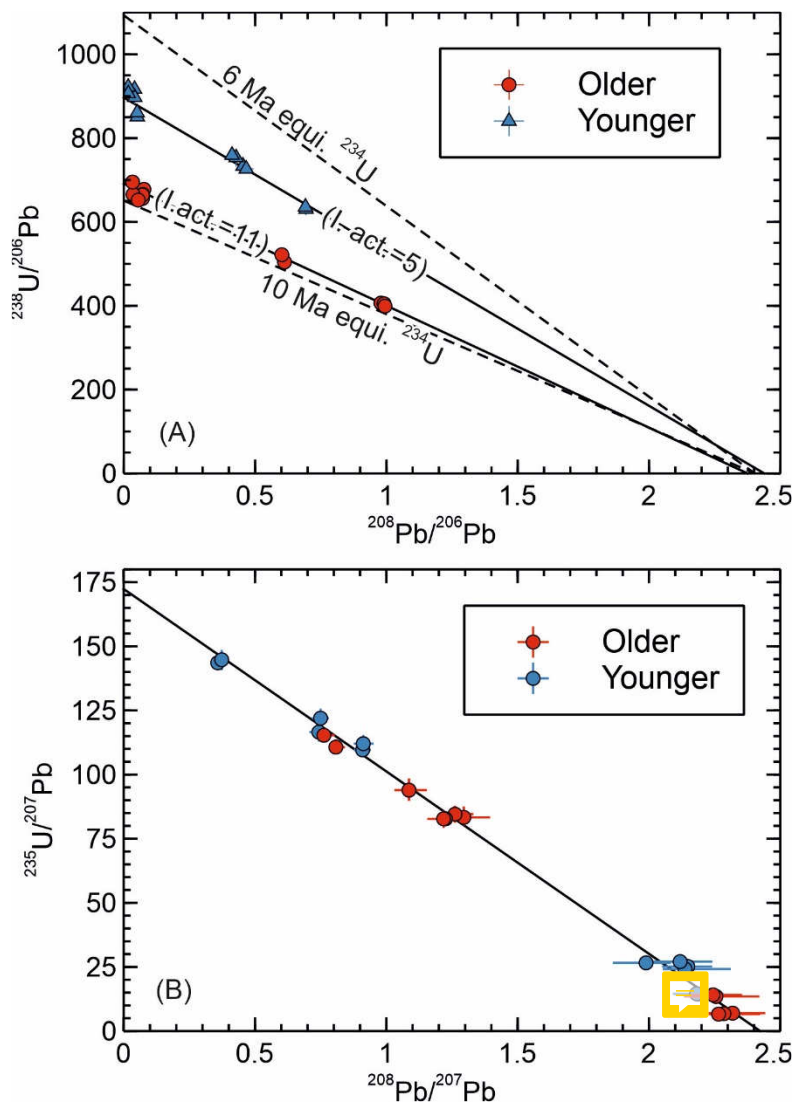 1000
800
600
400
200
0
²³⁸U/²⁰⁶Pb
Older
Younger
6 Ma equi. ²³⁴U
(I. act.=11)
(I. act.=5)
10 Ma equi. ²³⁴U
(A)
0 0.5 1 1.5 2 2.5
²⁰⁸Pb/²⁰⁶Pb
175
150
125
100
75
50
25
0
²³⁵U/²⁰⁷Pb
Older
Younger
(B)
0 0.5 1 1.5 2 2.5
²⁰⁸Pb/²⁰⁷Pb